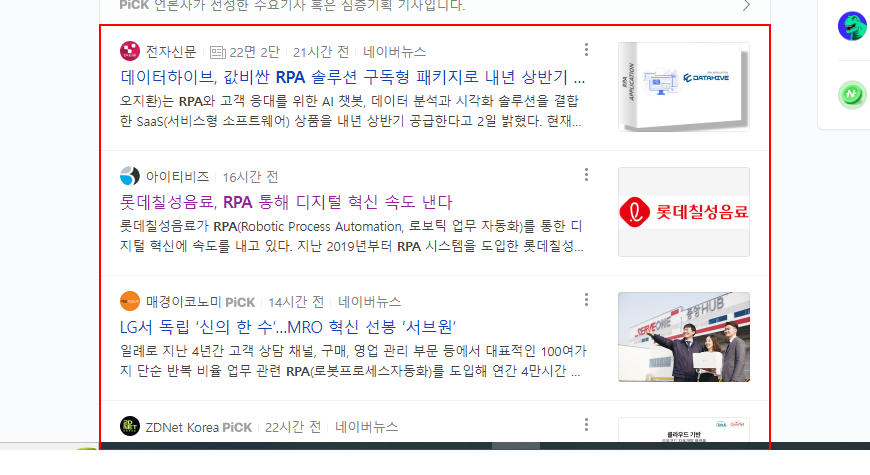 PiCK 언론사가 선정한 주요기사 혹은 심층기획 기사입니다.
전자신문 22면 2단 21시간 전 네이버뉴스
데이터하이브, 값비싼 RPA 솔루션 구독형 패키지로 내년 상반기 ...
오지환)는 RPA와 고객 응대를 위한 AI 챗봇, 데이터 분석과 시각화 솔루션을 결합
한 SaaS(서비스형 소프트웨어) 상품을 내년 상반기 공급한다고 2일 밝혔다. 현재...
RPA APPLICATION
DATAHIVE
아이티비즈 16시간 전
롯데칠성음료, RPA 통해 디지털 혁신 속도 낸다
롯데칠성음료가 RPA(Robotic Process Automation, 로보틱 업무 자동화)를 통한 디
지털 혁신에 속도를 내고 있다. 지난 2019년부터 RPA 시스템을 도입한 롯데칠성...
롯데칠성음료
매경이코노미 PiCK 14시간 전 네이버뉴스
LG서 독립 ‘신의 한 수’...MRO 혁신 선봉 ‘서브원’
일례로 지난 4년간 고객 상담 채널, 구매, 영업 관리 부문 등에서 대표적인 100여가
지 단순 반복 비율 업무 관련 RPA(로봇프로세스자동화)를 도입해 연간 4만시간 ...
SERVEONE 중앙HUB
ZDNet Korea PiCK 22시간 전 네이버뉴스
클라우드 기반